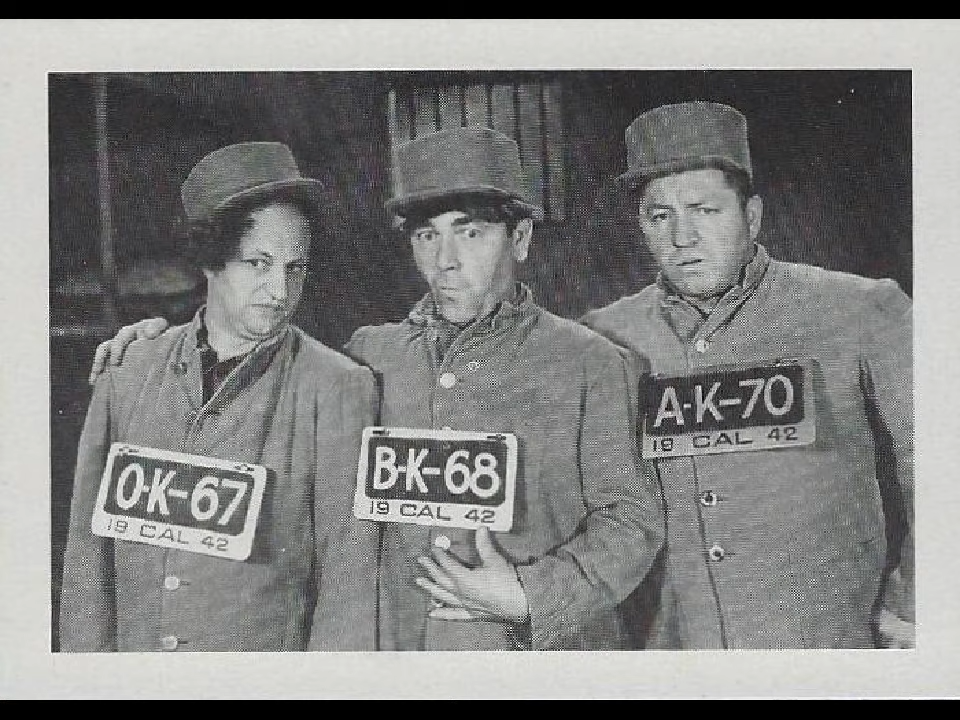 O-K-67
19 CAL 42
B-K-68
19 CAL 42
A-K-70
19 CAL 42